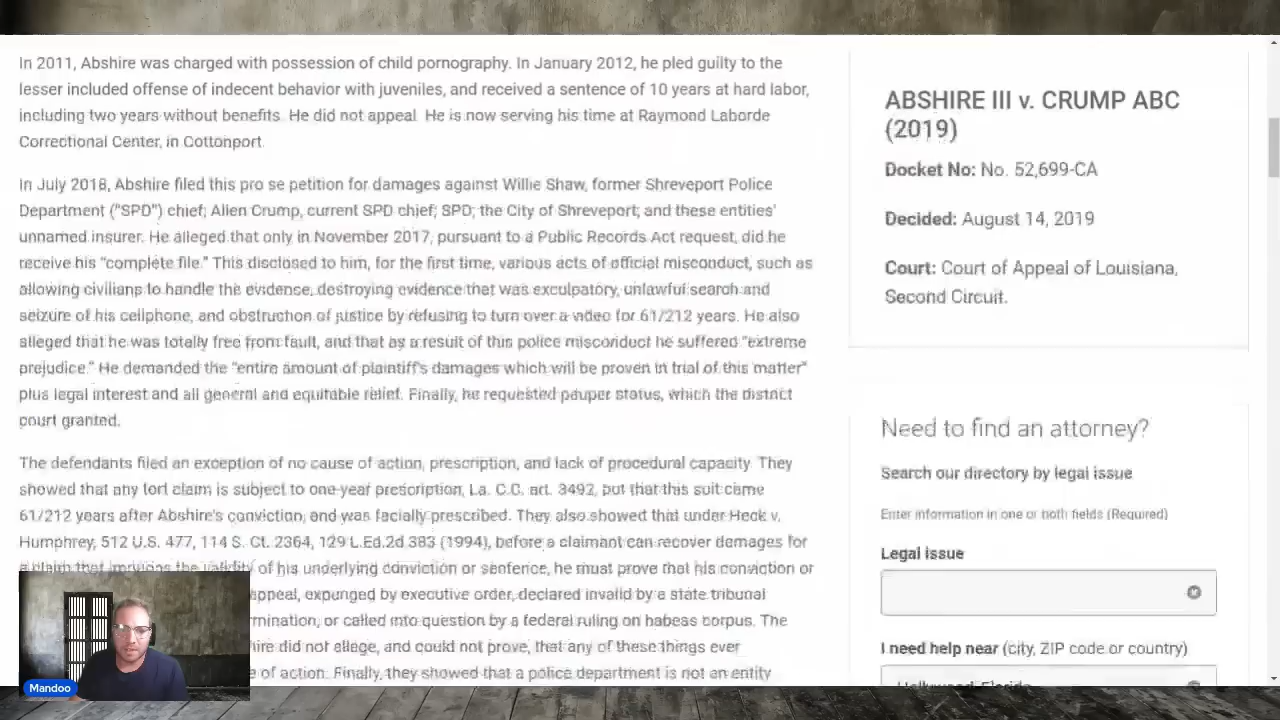 In 2011, Abshire was charged with possession of child pornography. In January 2012, he pled guilty to the
lesser included offense of indecent behavior with juveniles, and received a sentence of 10 years at hard labor,
including two years without benefits. He did not appeal. He is now serving his time at Raymond Laborde
Correctional Center, in Cottonport.
In July 2018, Abshire filed this pro se petition for damages against Willie Shaw, former Shreveport Police
Department ("SPD") chief; Allen Crump, current SPD chief; SPD; the City of Shreveport; and these entities'
unnamed insurer. He alleged that only in November 2017, pursuant to a Public Records Act request, did he
receive his "complete file." This disclosed to him, for the first time, various acts of official misconduct, such as
allowing civilians to handle the evidence, destroying evidence that was exculpatory, unlawful search and
seizure of his cellphone, and obstruction of justice by refusing to turn over a video for 61/212 years. He also
alleged that he was totally free from fault, and that as a result of this police misconduct he suffered "extreme
prejudice." He demanded the "entire amount of plaintiff's damages which will be proven in trial of this matter"
plus legal interest and all general and equitable relief. Finally, he requested pauper status, which the district
court granted.
The defendants filed an exception of no cause of action, prescription, and lack of procedural capacity. They
showed that any tort claim is subject to one-year prescription, La. C.C. art. 3492, but that this suit came
61/212 years after Abshire's conviction, and was facially prescribed. They also showed that under Heck v.
Humphrey, 512 U.S. 477, 114 S. Ct. 2364, 129 L.Ed.2d 383 (1994), before a claimant can recover damages for
a claim that implies the validity of his underlying conviction or sentence, he must prove that his conviction or
appeal, expunged by executive order, declared invalid by a state tribunal
rmination, or called into question by a federal ruling on habeas corpus. The
hire did not allege, and could not prove, that any of these things ever
e of action. Finally, they showed that a police department is not an entity
Mandoo
ABSHIRE III v. CRUMP ABC
(2019)
Docket No: No. 52,699-CA
Decided: August 14, 2019
Court: Court of Appeal of Louisiana,
Second Circuit.
Need to find an attorney?
Search our directory by legal issue
Enter information in one or both fields (Required)
Legal issue
I need help near (city, ZIP code or country)
Hollywood, Florida